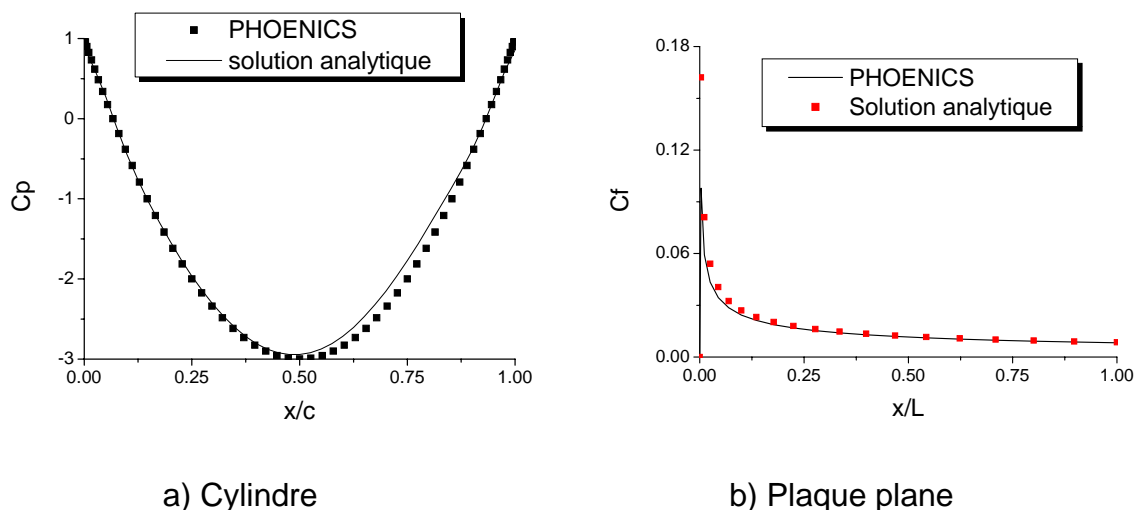 PHOENICS
solution analytique
1
0
-1
-2
-3
Cp
0.00 0.25 0.50 0.75 1.00
x/c
a) Cylindre
PHOENICS
Solution analytique
0.18
0.12
0.06
0.00
Cf
0.00 0.25 0.50 0.75 1.00
x/L
b) Plaque plane